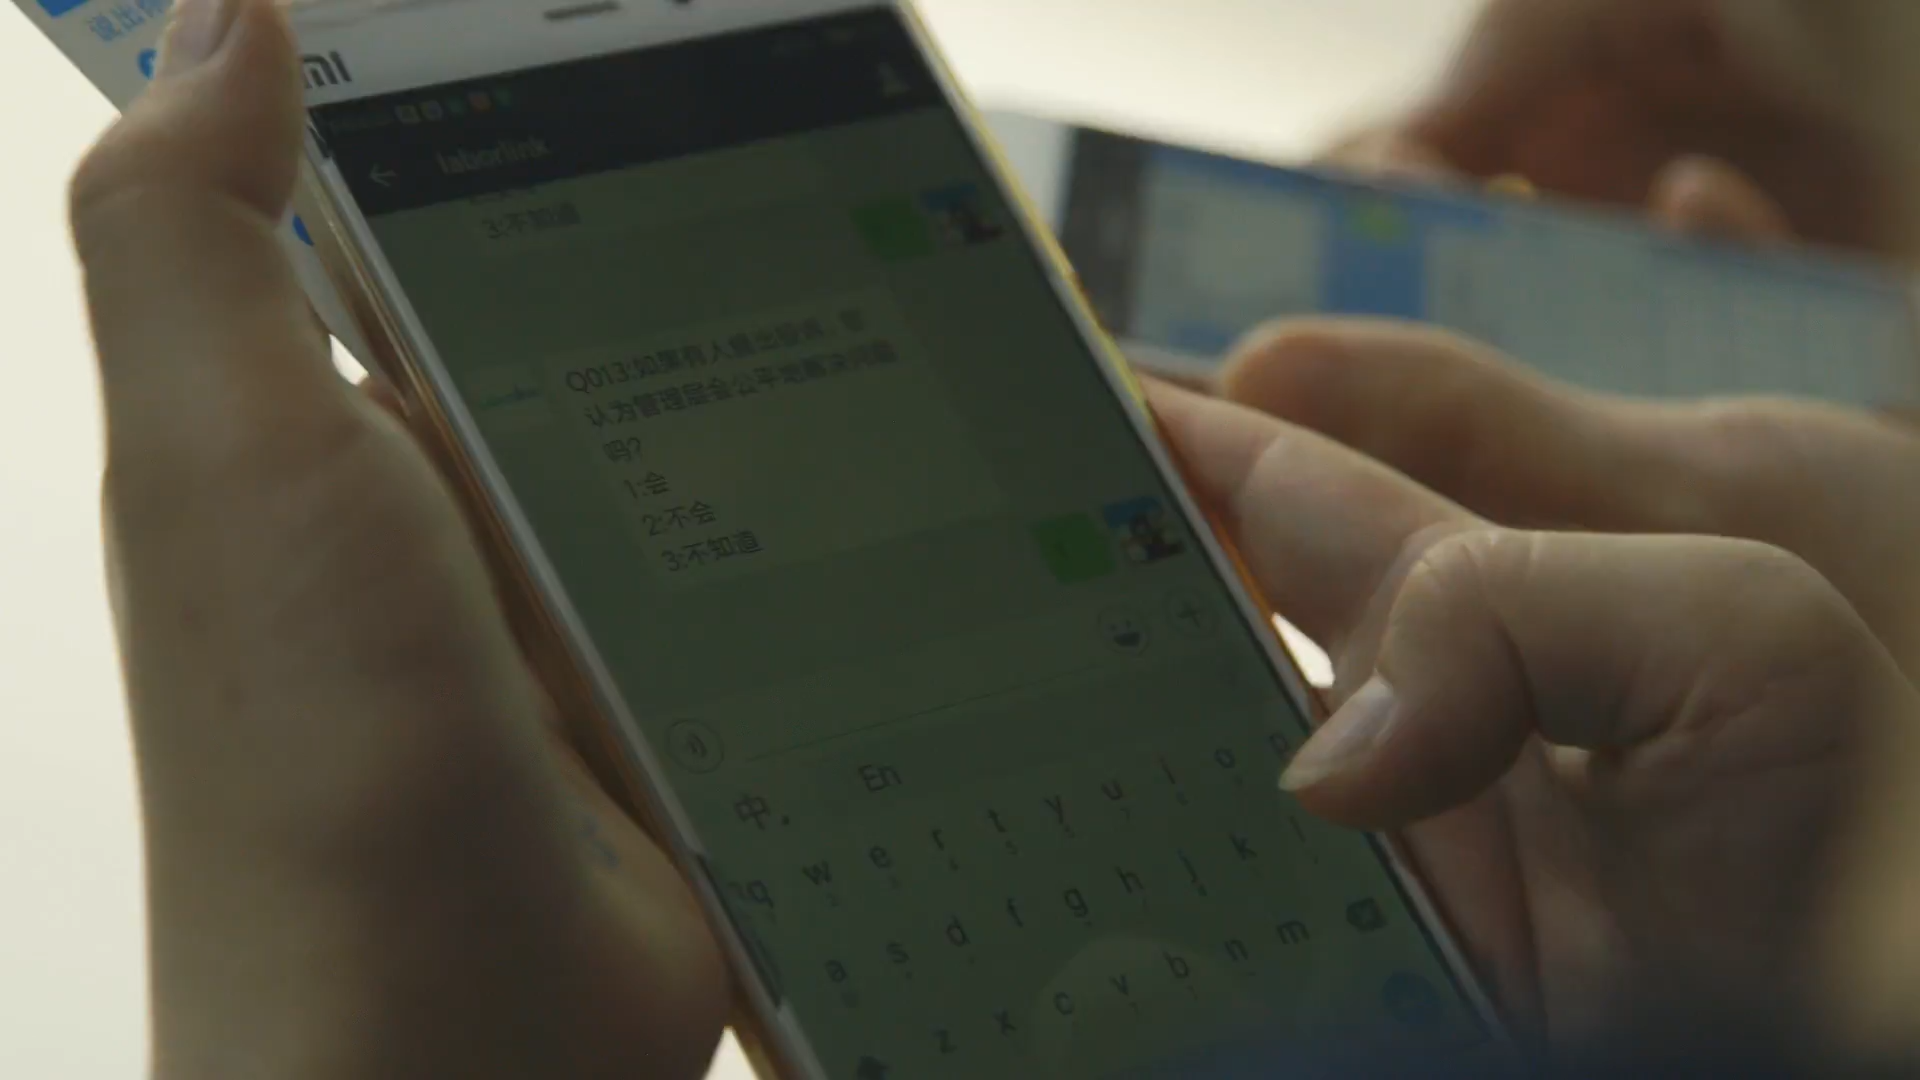 mi
laborlink
3:不知道
Q013:如果有人提出投诉，您
认为管理层会公平地解决问题
吗?
1:会
2:不会
3:不知道
中,
En
q w e r t y u i o p
a s d f g h j k l
z x c v b n m